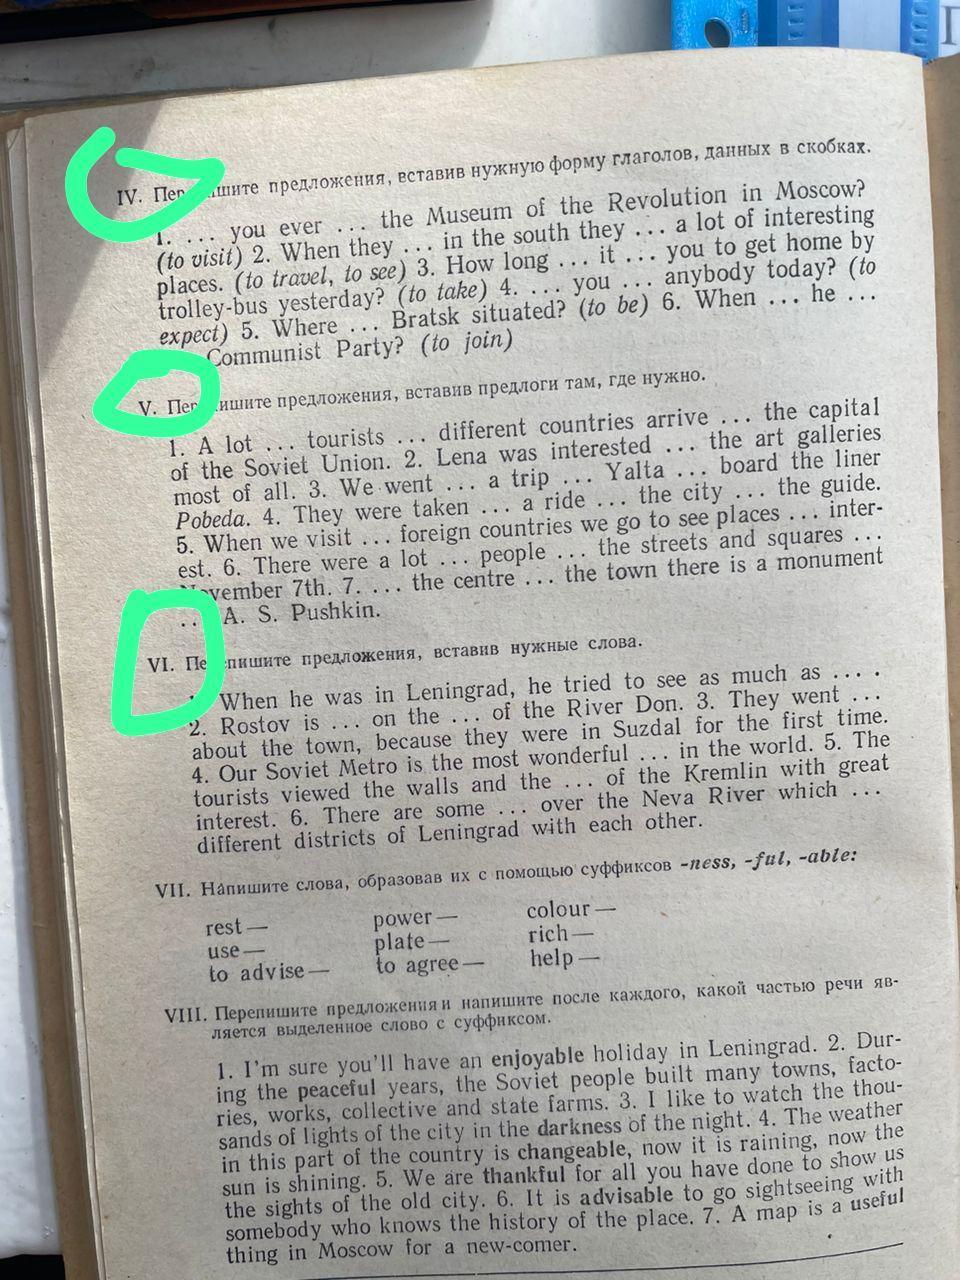 IV. Перепишите предложения, вставив нужную форму глаголов, данных в скобках.
1. ... you ever ... the Museum of the Revolution in Moscow?
(to visit) 2. When they ... in the south they ... a lot of interesting
places. (to travel, to see) 3. How long ... it ... you to get home by
trolley-bus yesterday? (to take) 4. ... you ... anybody today? (to
expect) 5. Where ... Bratsk situated? (to be) 6. When ... he ...
Communist Party? (to join)
V. Перепишите предложения, вставив предлоги там, где нужно.
1. A lot ... tourists ... different countries arrive ... the capital
of the Soviet Union. 2. Lena was interested ... the art galleries
most of all. 3. We went ... a trip ... Yalta ... board the liner
Pobeda. 4. They were taken ... a ride ... the city ... the guide.
5. When we visit ... foreign countries we go to see places ... inter-
est. 6. There were a lot ... people ... the streets and squares ...
November 7th. 7. ... the centre ... the town there is a monument
... A. S. Pushkin.
VI. Перепишите предложения, вставив нужные слова.
1. When he was in Leningrad, he tried to see as much as ... .
2. Rostov is ... on the ... of the River Don. 3. They went ...
about the town, because they were in Suzdal for the first time.
4. Our Soviet Metro is the most wonderful ... in the world. 5. The
tourists viewed the walls and the ... of the Kremlin with great
interest. 6. There are some ... over the Neva River which ...
different districts of Leningrad with each other.
VII. Напишите слова, образовав их с помощью суффиксов -ness, -ful, -able:
rest — power — colour —
use — plate — rich —
to advise — to agree — help —
VIII. Перепишите предложения и напишите после каждого, какой частью речи яв-
ляется выделенное слово с суффиксом.
1. I'm sure you'll have an enjoyable holiday in Leningrad. 2. Dur-
ing the peaceful years, the Soviet people built many towns, facto-
ries, works, collective and state farms. 3. I like to watch the thou-
sands of lights of the city in the darkness of the night. 4. The weather
in this part of the country is changeable, now it is raining, now the
sun is shining. 5. We are thankful for all you have done to show us
the sights of the old city. 6. It is advisable to go sightseeing with
somebody who knows the history of the place. 7. A map is a useful
thing in Moscow for a new-comer.